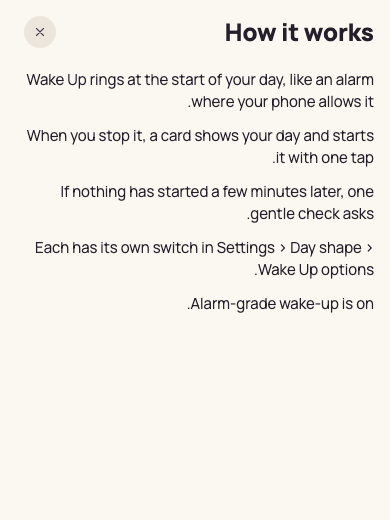 How it works
Wake Up rings at the start of your day, like an alarm
.where your phone allows it
When you stop it, a card shows your day and starts
.it with one tap
If nothing has started a few minutes later, one
.gentle check asks
Each has its own switch in Settings › Day shape ›
.Wake Up options
.Alarm-grade wake-up is on